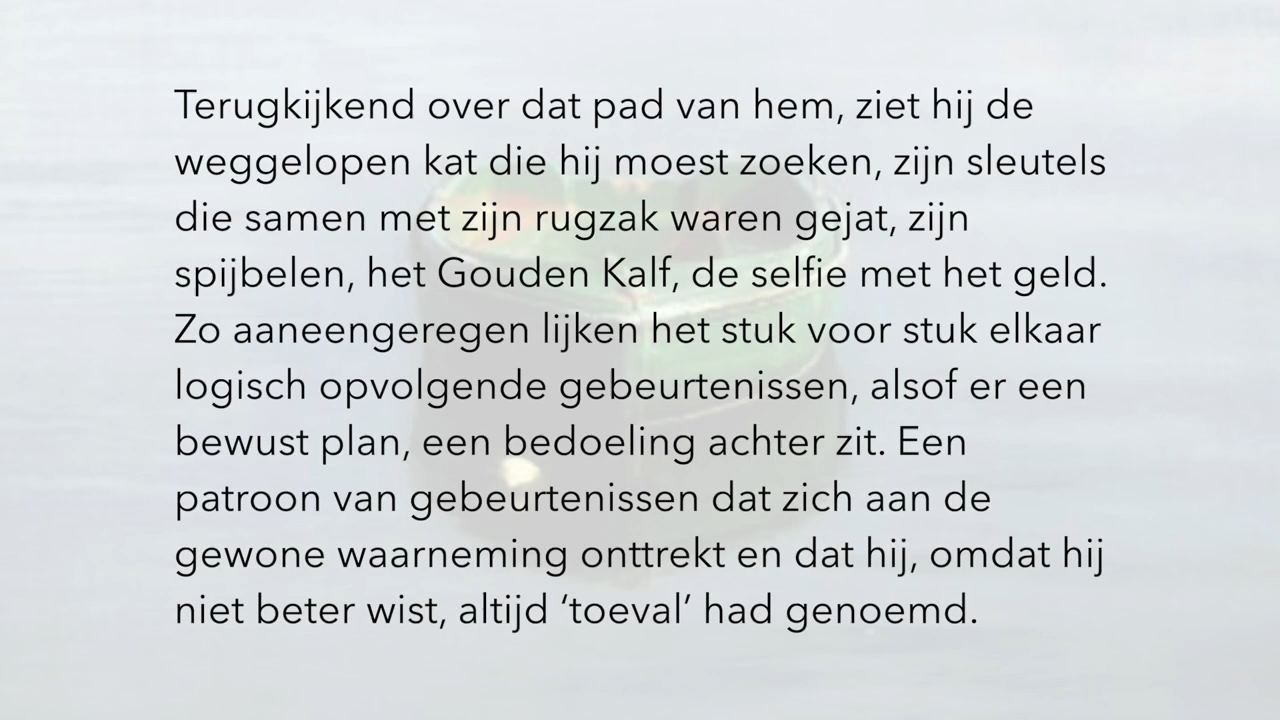 Terugkijkend over dat pad van hem, ziet hij de
weggelopen kat die hij moest zoeken, zijn sleutels
die samen met zijn rugzak waren gejat, zijn
spijbelen, het Gouden Kalf, de selfie met het geld.
Zo aaneengeregen lijken het stuk voor stuk elkaar
logisch opvolgende gebeurtenissen, alsof er een
bewust plan, een bedoeling achter zit. Een
patroon van gebeurtenissen dat zich aan de
gewone waarneming onttrekt en dat hij, omdat hij
niet beter wist, altijd ‘toeval’ had genoemd.